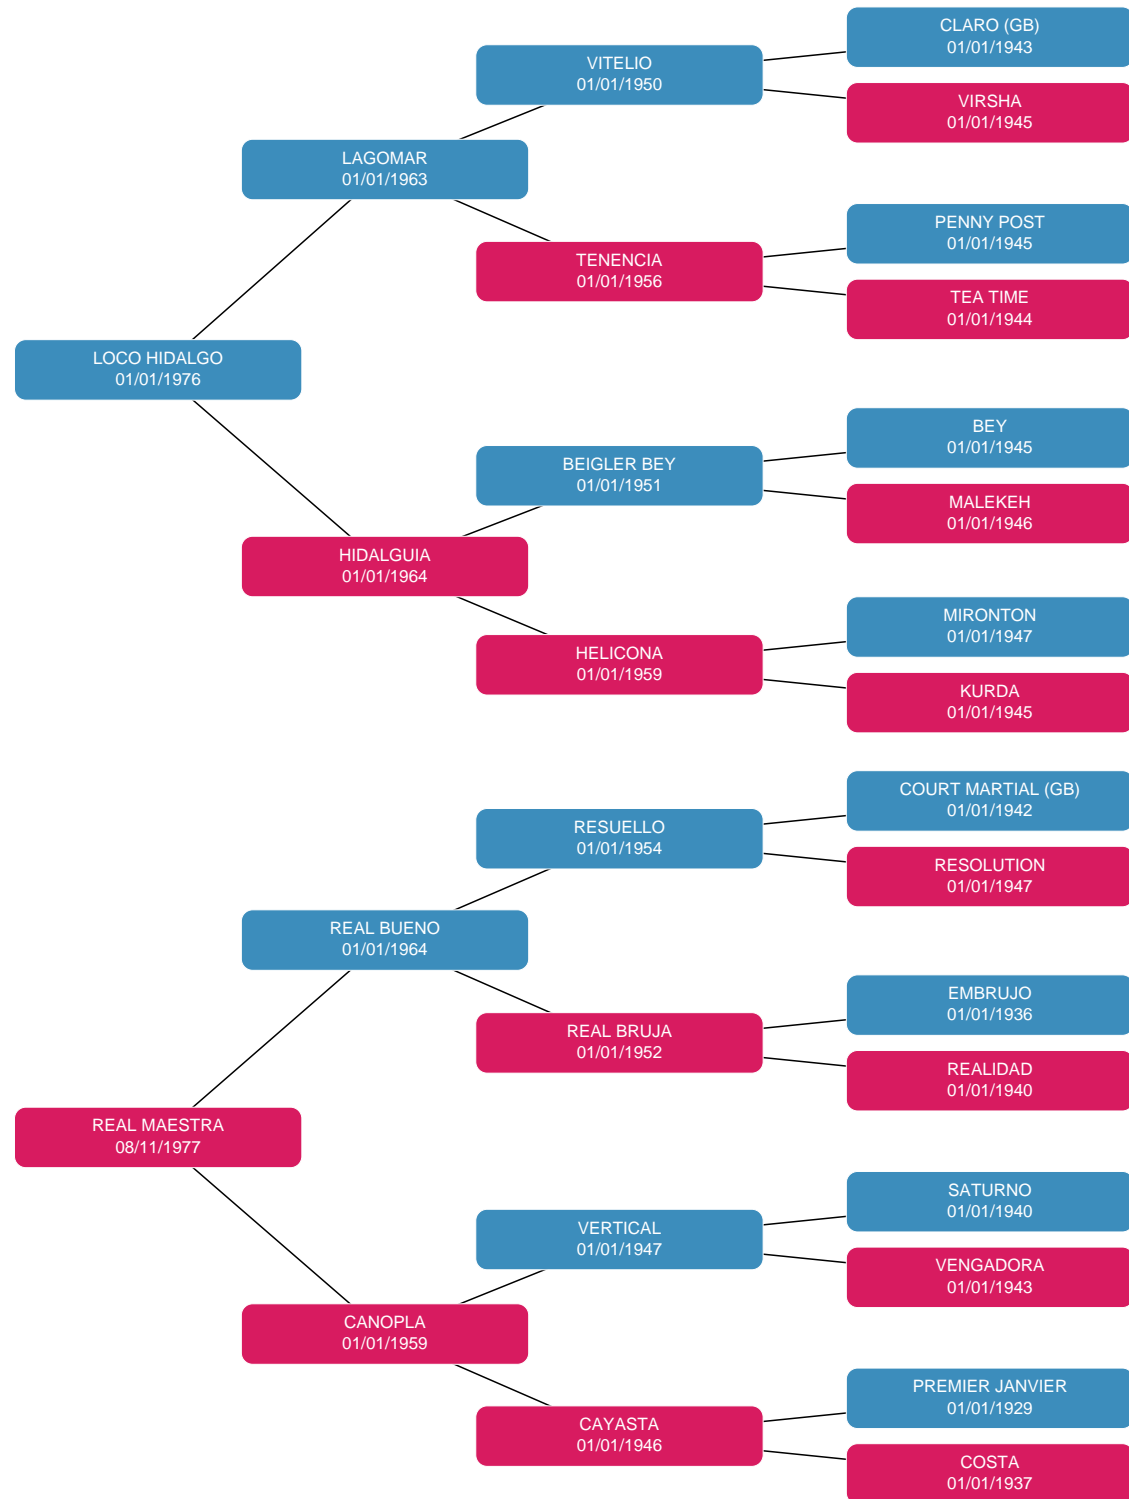 CLARO (GB)
01/01/1943
VITELIO
01/01/1950
VIRSHA
01/01/1945
LAGOMAR
01/01/1963
PENNY POST
01/01/1945
TENENCIA
01/01/1956
TEA TIME
01/01/1944
LOCO HIDALGO
01/01/1976
BEY
01/01/1945
BEIGLER BEY
01/01/1951
MALEKEH
01/01/1946
HIDALGUIA
01/01/1964
MIRONTON
01/01/1947
HELICONA
01/01/1959
KURDA
01/01/1945
COURT MARTIAL (GB)
01/01/1942
RESUELLO
01/01/1954
RESOLUTION
01/01/1947
REAL BUENO
01/01/1964
EMBRUJO
01/01/1936
REAL BRUJA
01/01/1952
REALIDAD
01/01/1940
REAL MAESTRA
08/11/1977
SATURNO
01/01/1940
VERTICAL
01/01/1947
VENGADORA
01/01/1943
CANOPLA
01/01/1959
PREMIER JANVIER
01/01/1929
CAYASTA
01/01/1946
COSTA
01/01/1937